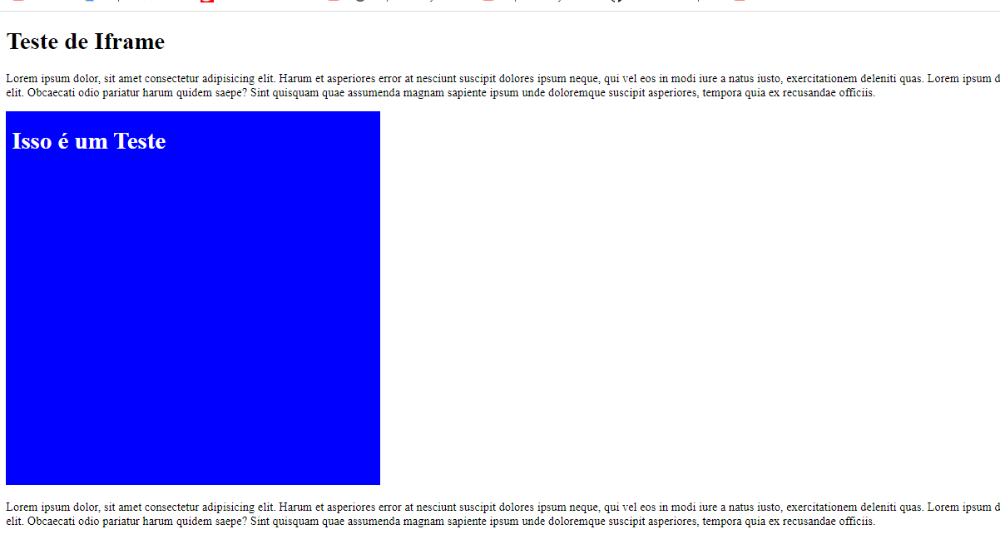 Teste de Iframe
Lorem ipsum dolor, sit amet consectetur adipisicing elit. Harum et asperiores error at nesciunt suscipit dolores ipsum neque, qui vel eos in modi iure a natus iusto, exercitationem deleniti quas. Lorem ipsum d
elit. Obcaecati odio pariatur harum quidem saepe? Sint quisquam quae assumenda magnam sapiente ipsum unde doloremque suscipit asperiores, tempora quia ex recusandae officiis.
Isso é um Teste
Lorem ipsum dolor, sit amet consectetur adipisicing elit. Harum et asperiores error at nesciunt suscipit dolores ipsum neque, qui vel eos in modi iure a natus iusto, exercitationem deleniti quas. Lorem ipsum d
elit. Obcaecati odio pariatur harum quidem saepe? Sint quisquam quae assumenda magnam sapiente ipsum unde doloremque suscipit asperiores, tempora quia ex recusandae officiis.